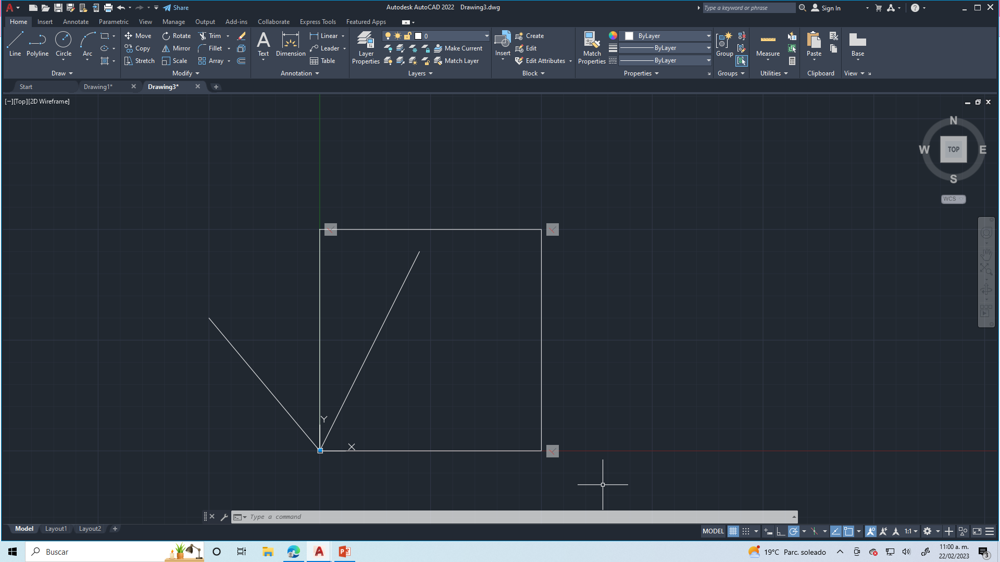 Share
Autodesk AutoCAD 2022 Drawing3.dwg
Type a keyword or phrase
Sign In
Home Insert Annotate Parametric View Manage Output Add-ins Collaborate Express Tools Featured Apps
Line Polyline Circle Arc
Move Rotate Trim
Copy Mirror Fillet
Stretch Scale Array
Text Dimension
Linear
Leader
Table
Layer Properties
0
Make Current
Match Layer
Insert
Create
Edit
Edit Attributes
Match Properties
ByLayer
ByLayer
ByLayer
Group Measure Paste Base
Draw Modify Annotation Layers Block Properties Groups Utilities Clipboard View
Start Drawing1* Drawing3*
[−][Top][2D Wireframe]
N
W TOP E
S
WCS
Y
X
Type a command
Model Layout1 Layout2
MODEL 1:1
Buscar
19°C Parc. soleado
11:00 a. m.
22/02/2023
3